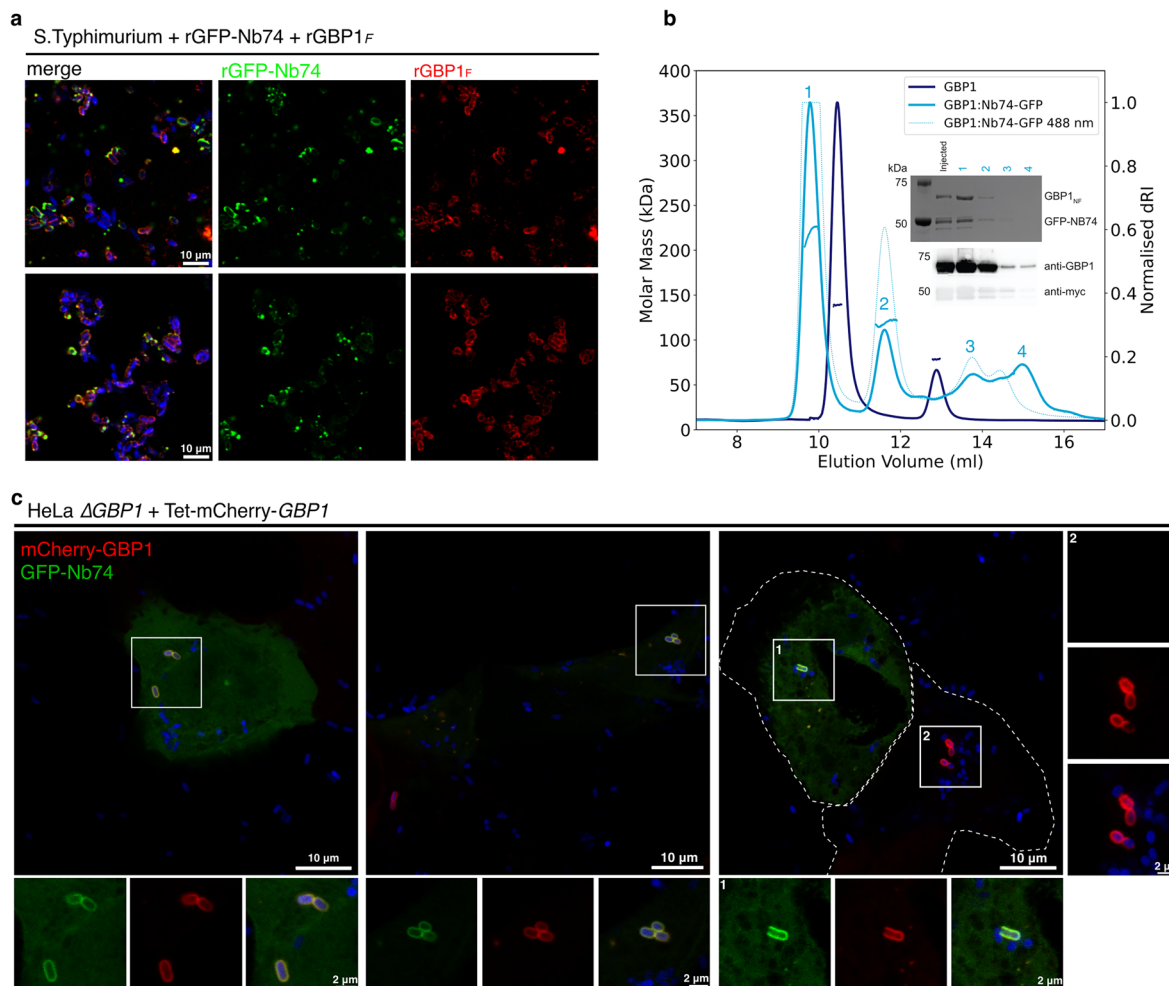 a
S.Typhimurium + rGFP-Nb74 + rGBP1F
merge
rGFP-Nb74
rGBP1F
10 µm
10 µm
b
Molar Mass (kDa)
400
350
300
250
200
150
100
50
0
8
10
12
14
16
Elution Volume (ml)
1.0
0.8
0.6
0.4
0.2
0.0
Normalised dRI
GBP1
GBP1:Nb74-GFP
GBP1:Nb74-GFP 488 nm
1
2
3
4
kDa
Injected
1
2
3
4
75
50
GBP1NF
GFP-NB74
75
50
anti-GBP1
anti-myc
c
HeLa ΔGBP1 + Tet-mCherry-GBP1
mCherry-GBP1
GFP-Nb74
10 µm
10 µm
1
2
10 µm
2
2 µm
2 µm
2 µm
1
2 µm